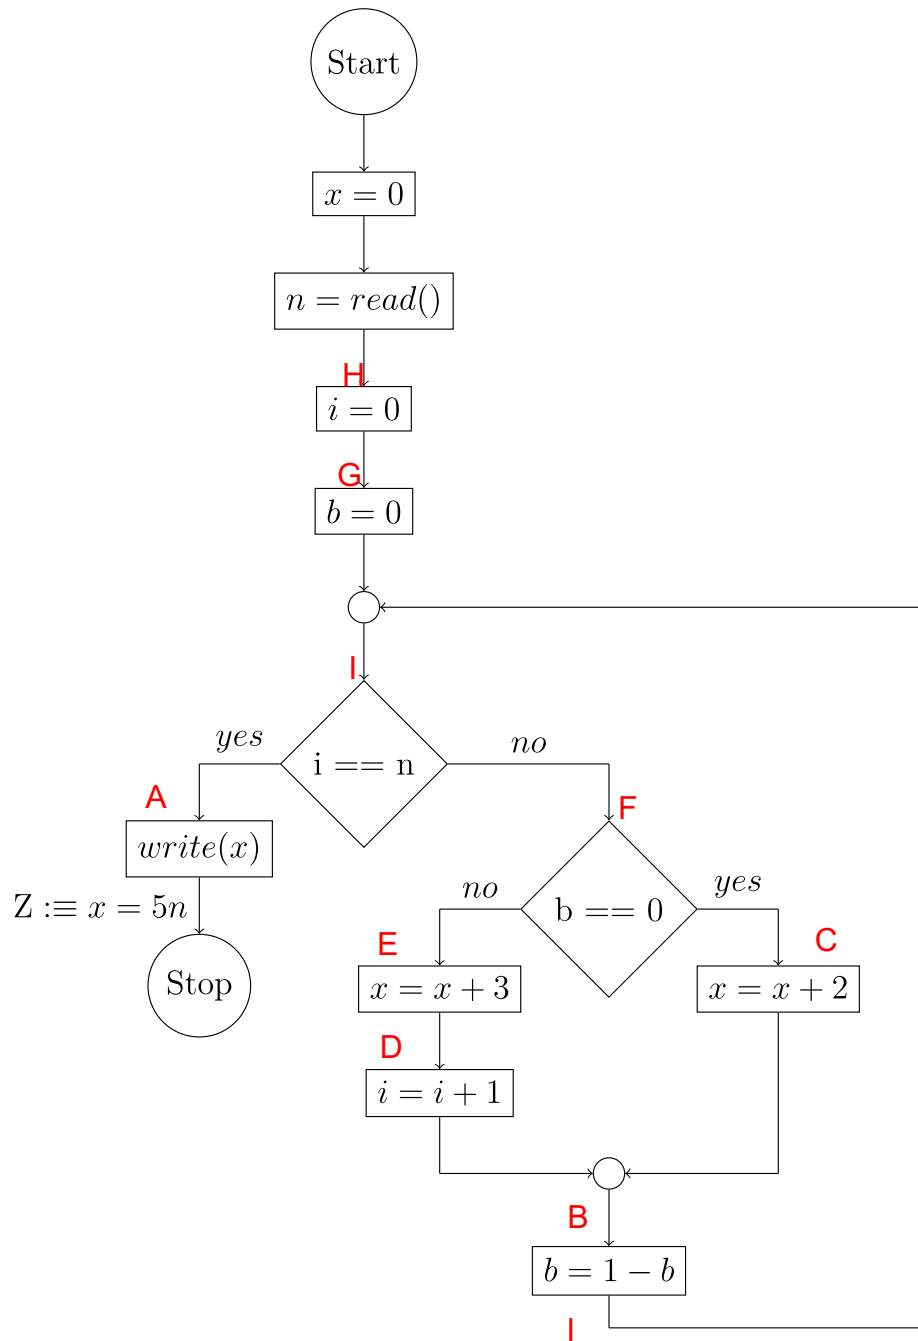 Start
x = 0
n = read()
H
i = 0
G
b = 0
I
yes
i == n
no
A
F
write(x)
Z :≡ x = 5n
Stop
no
b == 0
yes
E
C
x = x + 3
x = x + 2
D
i = i + 1
B
b = 1 − b
I